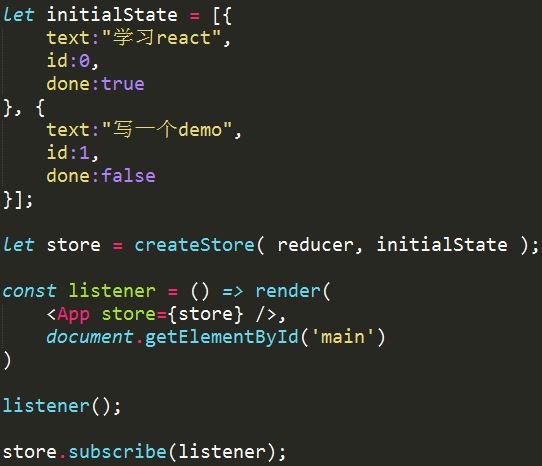 let initialState = [{
    text:"学习react",
    id:0,
    done:true
}, {
    text:"写一个demo",
    id:1,
    done:false
}];
let store = createStore( reducer, initialState );
const listener = () => render(
    <App store={store} />,
    document.getElementById('main')
)
listener();
store.subscribe(listener);